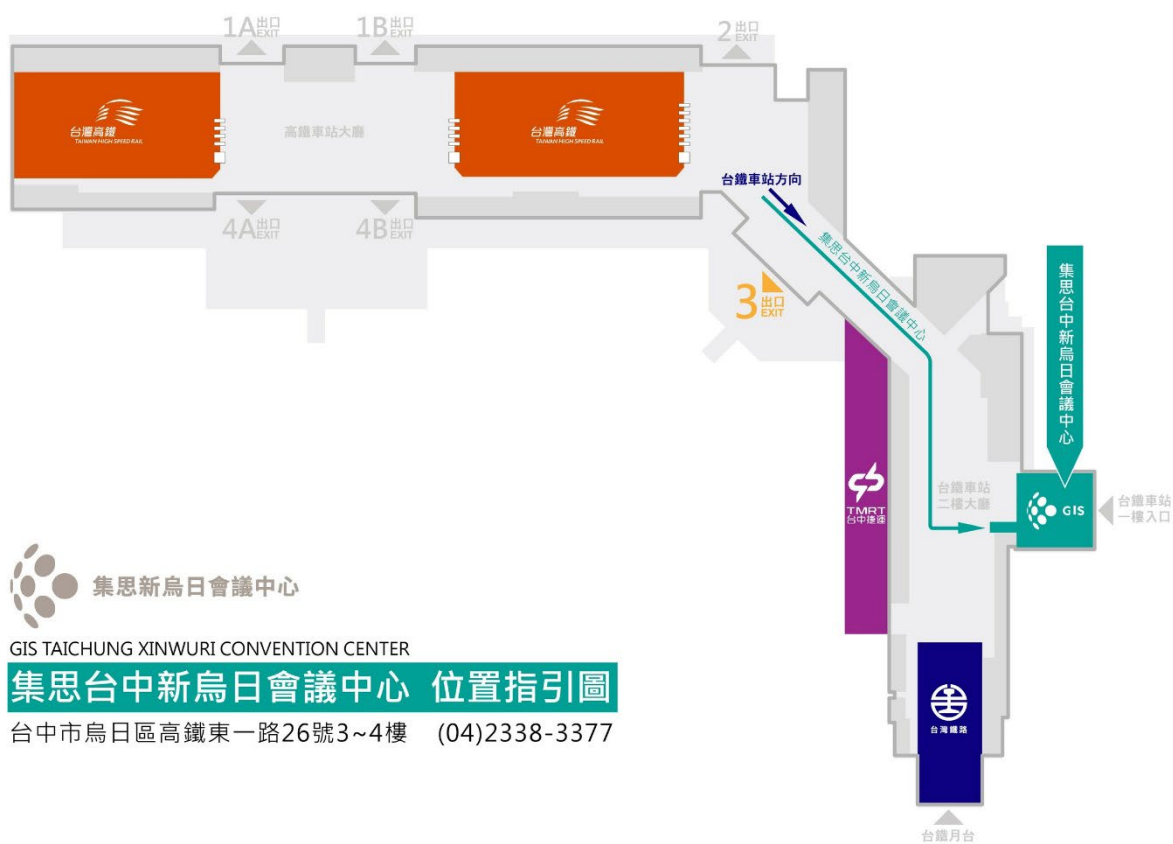 1A出口
EXIT
1B出口
EXIT
2出口
EXIT
台灣高鐵
TAIWAN HIGH SPEED RAIL
高鐵車站大廳
台灣高鐵
TAIWAN HIGH SPEED RAIL
台鐵車站方向
4A出口
EXIT
4B出口
EXIT
集思台中新烏日會議中心
3出口
EXIT
集思台中新烏日會議中心
TMRT
台中捷運
台鐵車站
二樓大廳
GIS
台鐵車站
一樓入口
集思新烏日會議中心
GIS TAICHUNG XINWURI CONVENTION CENTER
集思台中新烏日會議中心 位置指引圖
台中市烏日區高鐵東一路26號3~4樓 (04)2338-3377
台灣鐵路
台鐵月台